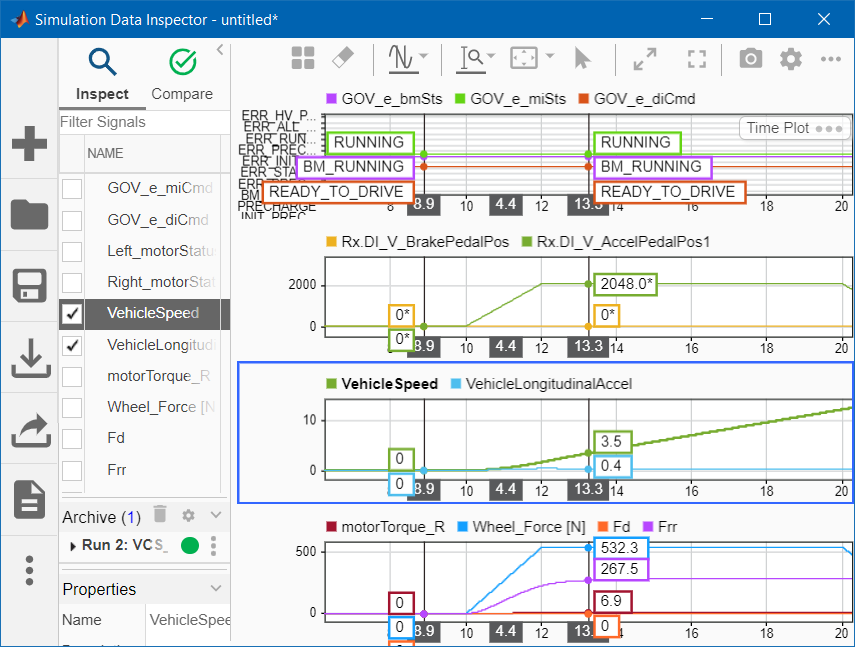 Simulation Data Inspector - untitled*
Inspect
Compare
Filter Signals
NAME
GOV_e_miCmd
GOV_e_diCmd
Left_motorStatu
Right_motorStat
VehicleSpeed
VehicleLongitudi
motorTorque_R
Wheel_Force [N
Fd
Frr
Archive (1)
Run 2: VCS_
Properties
Name VehicleSpee
GOV_e_bmSts GOV_e_miSts GOV_e_diCmd
Time Plot
ERR_HV_P...
ERR_ALL_...
ERR_RUN_
ERR_PREC...
ERR_INIT
ERR_STA
BM_
PRECHARGE
INIT_PREC
RUNNING RUNNING
BM_RUNNING BM_RUNNING
READY_TO_DRIVE READY_TO_DRIVE
8 8.9 10 4.4 12 13.3 14 16 18 20
Rx.DI_V_BrakePedalPos Rx.DI_V_AccelPedalPos1
2000
0
0* 2048.0*
0* 0*
8.9 10 4.4 12 13.3 14 16 18 20
VehicleSpeed VehicleLongitudinalAccel
10
0
0 3.5
0 0.4
8.9 10 4.4 12 13.3 14 16 18 20
motorTorque_R Wheel_Force [N] Fd Frr
500
0
532.3
267.5
0 6.9
0 0
8.9 10 4.4 12 13. 4 16 18 20